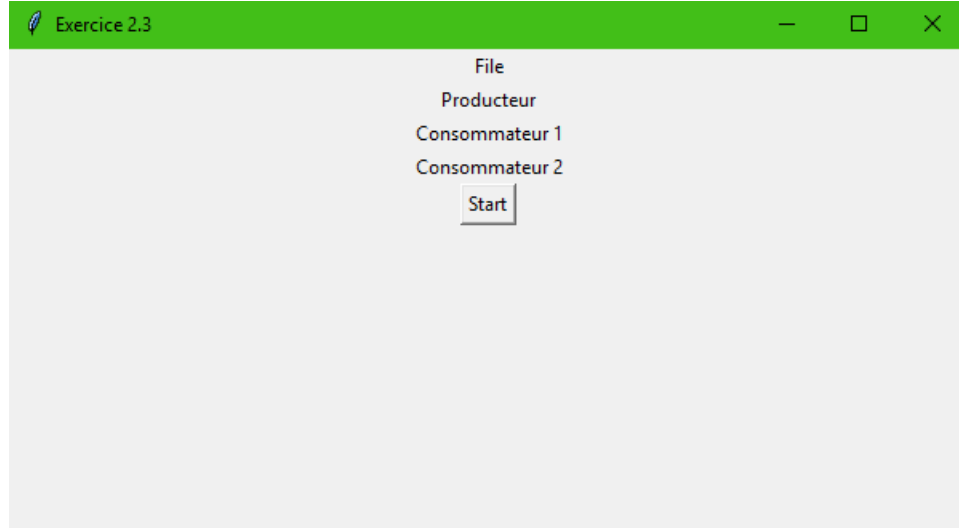 Exercice 2.3
File
Producteur
Consommateur 1
Consommateur 2
Start